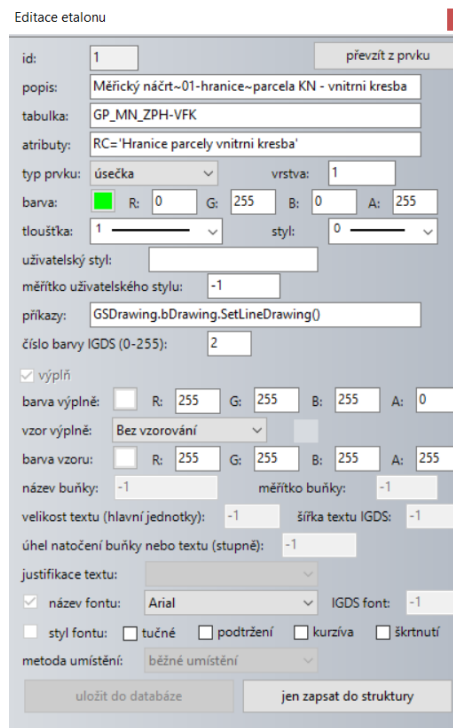 Editace etalonu
id: 1 převzít z prvku
popis: Měřický náčrt~01-hranice~parcela KN - vnitrni kresba
tabulka: GP_MN_ZPH-VFK
atributy: RC='Hranice parcely vnitrni kresba'
typ prvku: úsečka vrstva: 1
barva: R: 0 G: 255 B: 0 A: 255
tloušťka: 1 styl: 0
uživatelský styl:
měřítko uživatelského stylu: -1
příkazy: GSDrawing.bDrawing.SetLineDrawing()
číslo barvy IGDS (0-255): 2
výplň
barva výplně: R: 255 G: 255 B: 255 A: 0
vzor výplně: Bez vzorování
barva vzoru: R: 255 G: 255 B: 255 A: 255
název buňky: -1 měřítko buňky: -1
velikost textu (hlavní jednotky): -1 šířka textu IGDS: -1
úhel natočení buňky nebo textu (stupně): -1
justifikace textu:
název fontu: Arial IGDS font: -1
styl fontu: tučné podtržení kurzíva škrtnutí
metoda umístění: běžné umístění
uložit do databáze jen zapsat do struktury